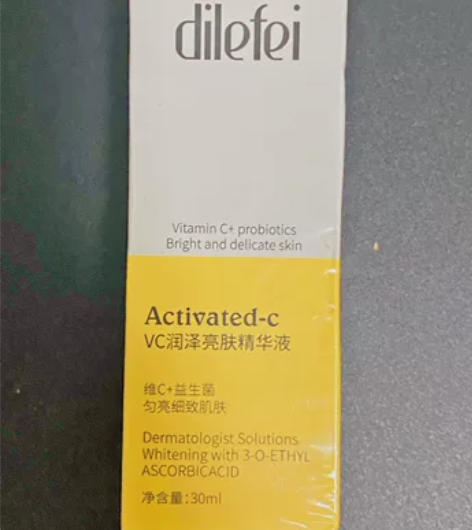 dilefei
Vitamin C+ probiotics
Bright and delicate skin
Activated-c
VC润泽亮肤精华液
维C+益生菌
匀亮细致肌肤
Dermatologist Solutions
Whitening with 3-O-ETHYL
ASCORBICACID
净含量:30ml